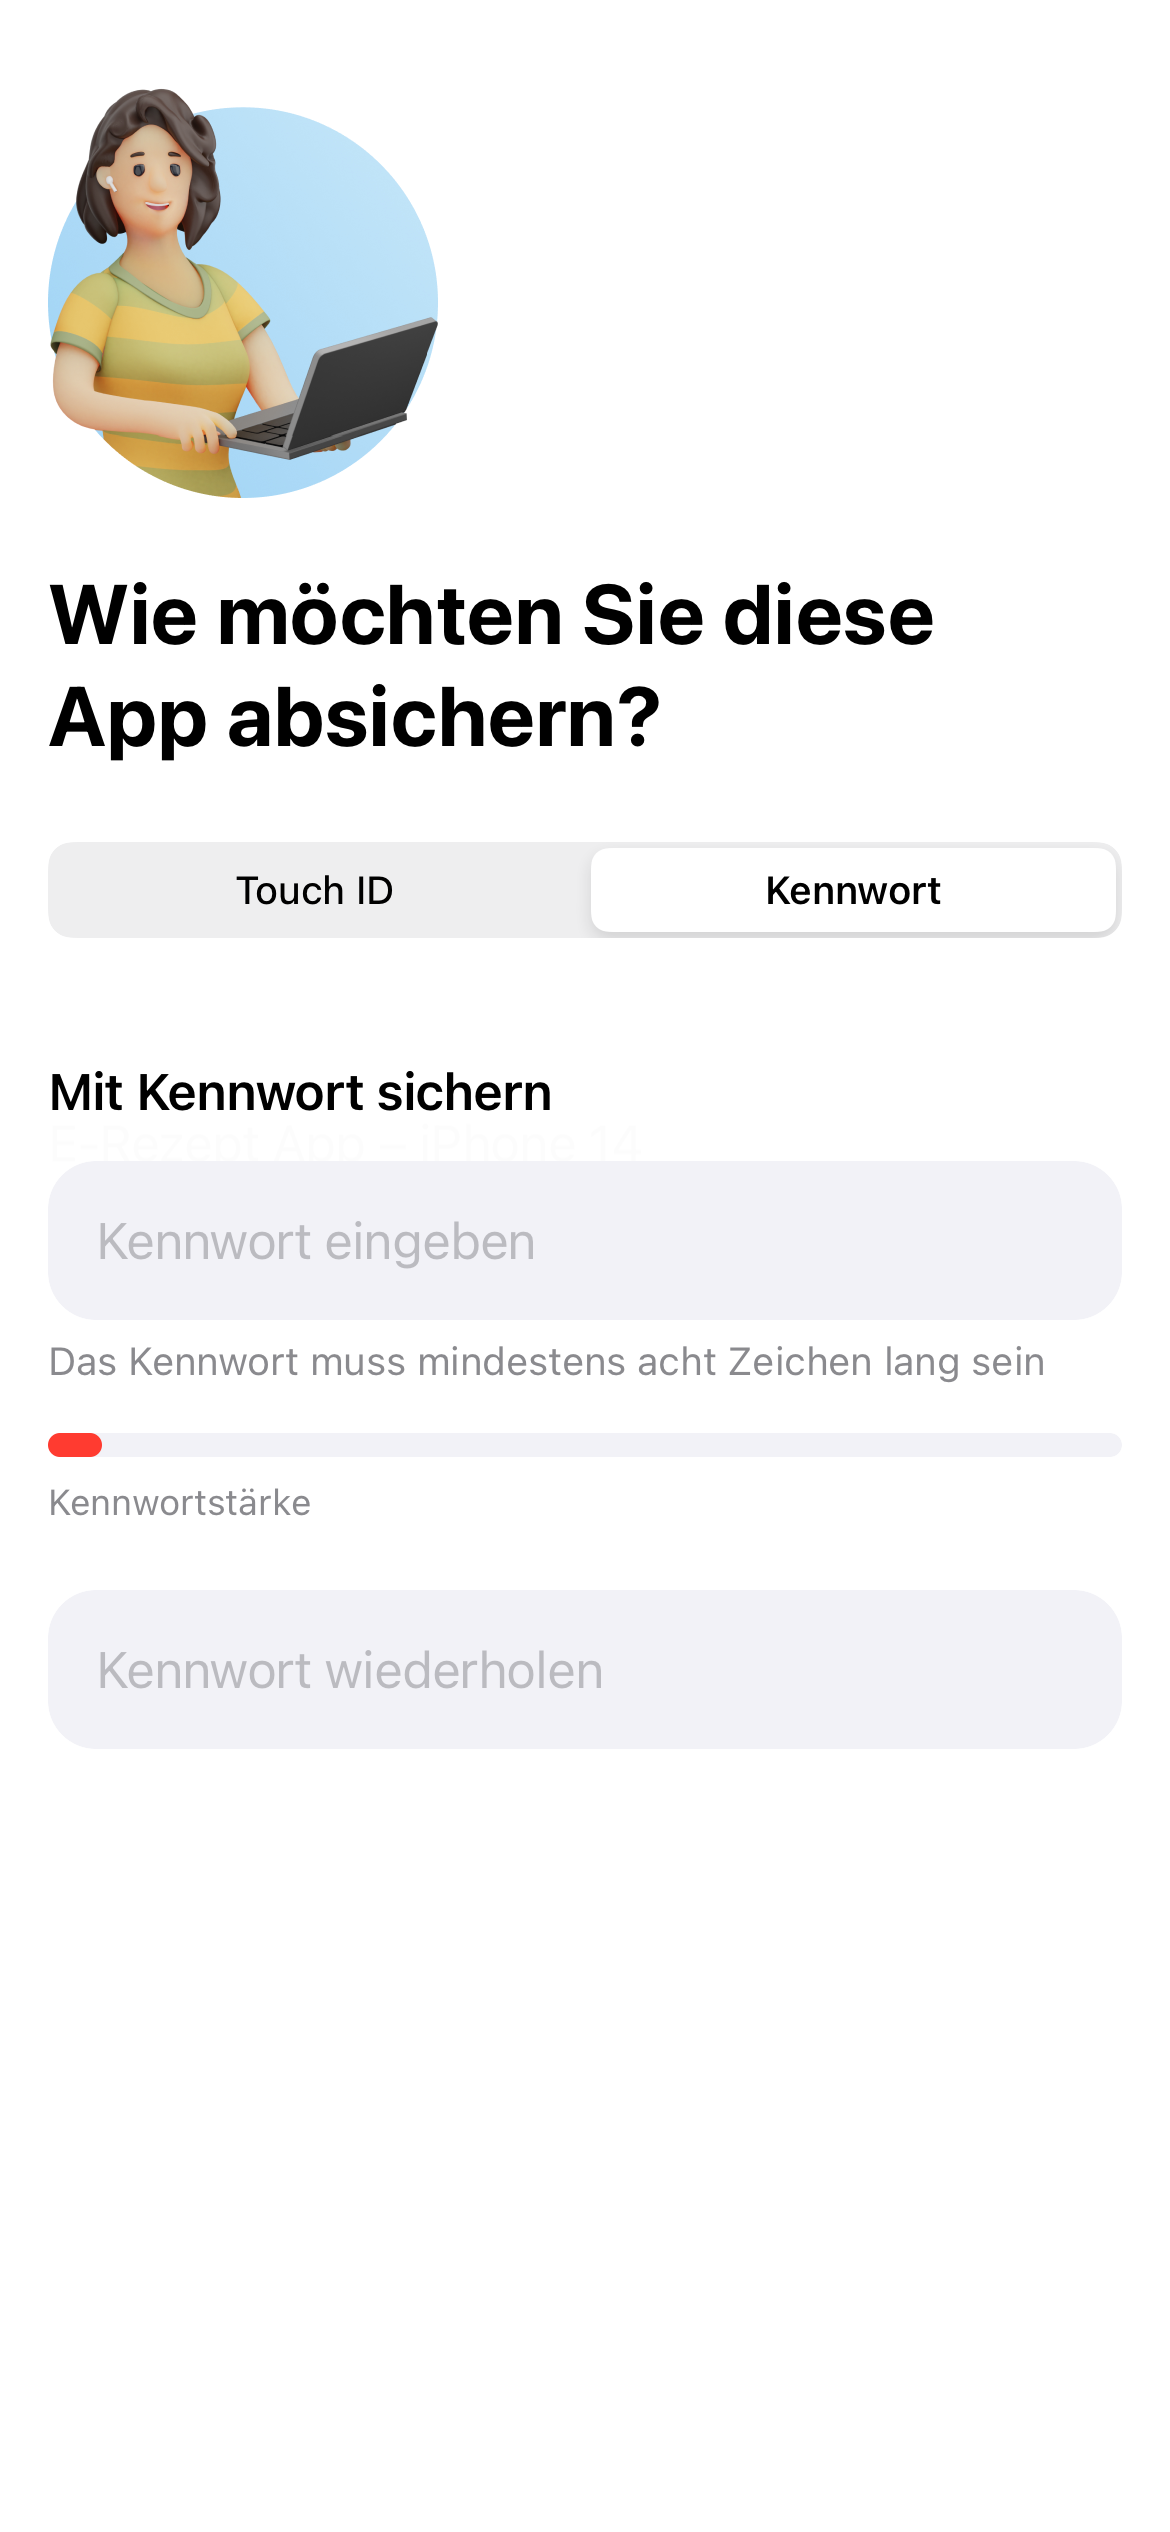 Wie möchten Sie diese
App absichern?
Touch ID
Kennwort
Mit Kennwort sichern
E-Rezept App – iPhone 14
Kennwort eingeben
Das Kennwort muss mindestens acht Zeichen lang sein
Kennwortstärke
Kennwort wiederholen